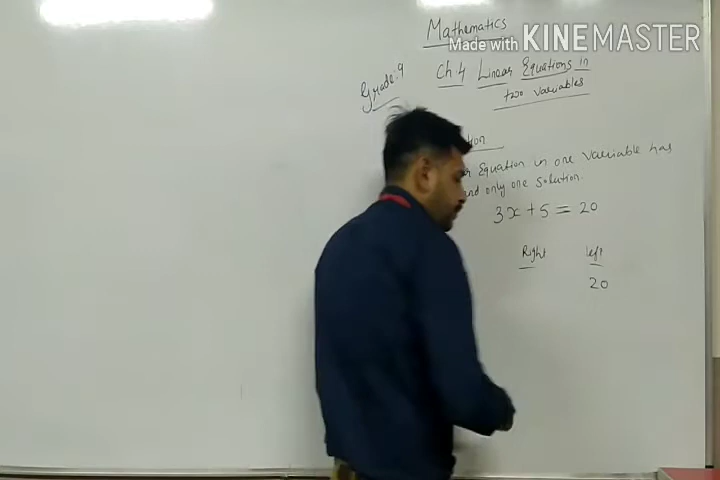 Mathematics
Made with KINEMASTER
Grade:9
Ch 4 Linear Equations in
two variables
Equation in one variable has
and only one solution.
3x + 5 = 20
Right left
20